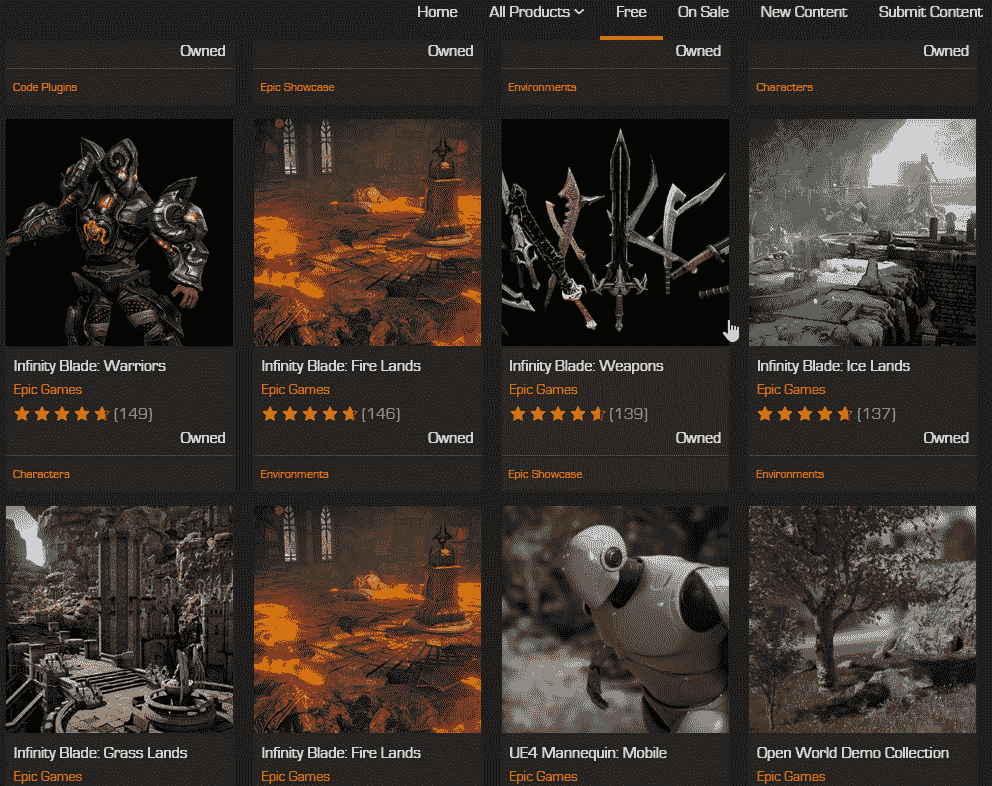 Home All Products Free On Sale New Content Submit Content
Owned Owned Owned Owned
Code Plugins Epic Showcase Environments Characters
Infinity Blade: Warriors Infinity Blade: Fire Lands Infinity Blade: Weapons Infinity Blade: Ice Lands
Epic Games Epic Games Epic Games Epic Games
(149) (146) (139) (137)
Owned Owned Owned Owned
Characters Environments Epic Showcase Environments
Infinity Blade: Grass Lands Infinity Blade: Fire Lands UE4 Mannequin: Mobile Open World Demo Collection
Epic Games Epic Games Epic Games Epic Games